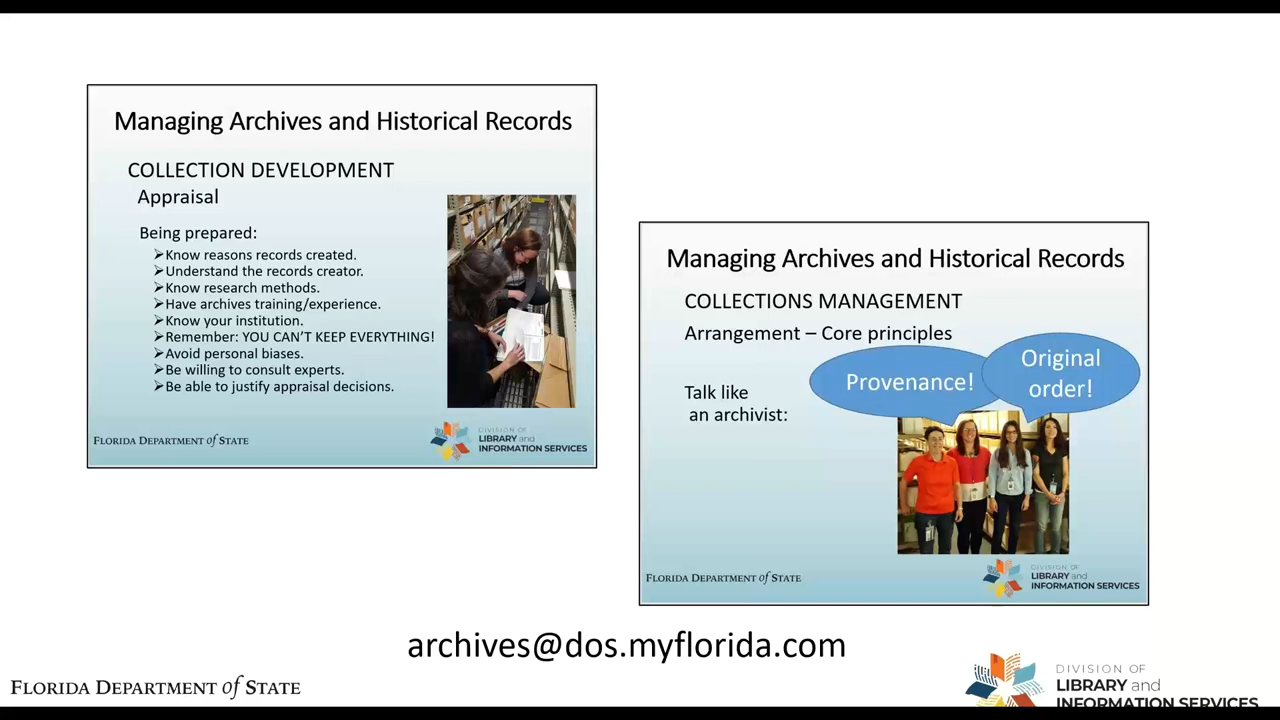 Managing Archives and Historical Records
COLLECTION DEVELOPMENT
Appraisal
Being prepared:
➢Know reasons records created.
➢Understand the records creator.
➢Know research methods.
➢Have archives training/experience.
➢Know your institution.
➢Remember: YOU CAN'T KEEP EVERYTHING!
➢Avoid personal biases.
➢Be willing to consult experts.
➢Be able to justify appraisal decisions.
FLORIDA DEPARTMENT of STATE
DIVISION OF
LIBRARY and
INFORMATION SERVICES
Managing Archives and Historical Records
COLLECTIONS MANAGEMENT
Arrangement – Core principles
Provenance!
Original
order!
Talk like
an archivist:
FLORIDA DEPARTMENT of STATE
DIVISION OF
LIBRARY and
INFORMATION SERVICES
archives@dos.myflorida.com
FLORIDA DEPARTMENT of STATE
DIVISION OF
LIBRARY and
INFORMATION SERVICES